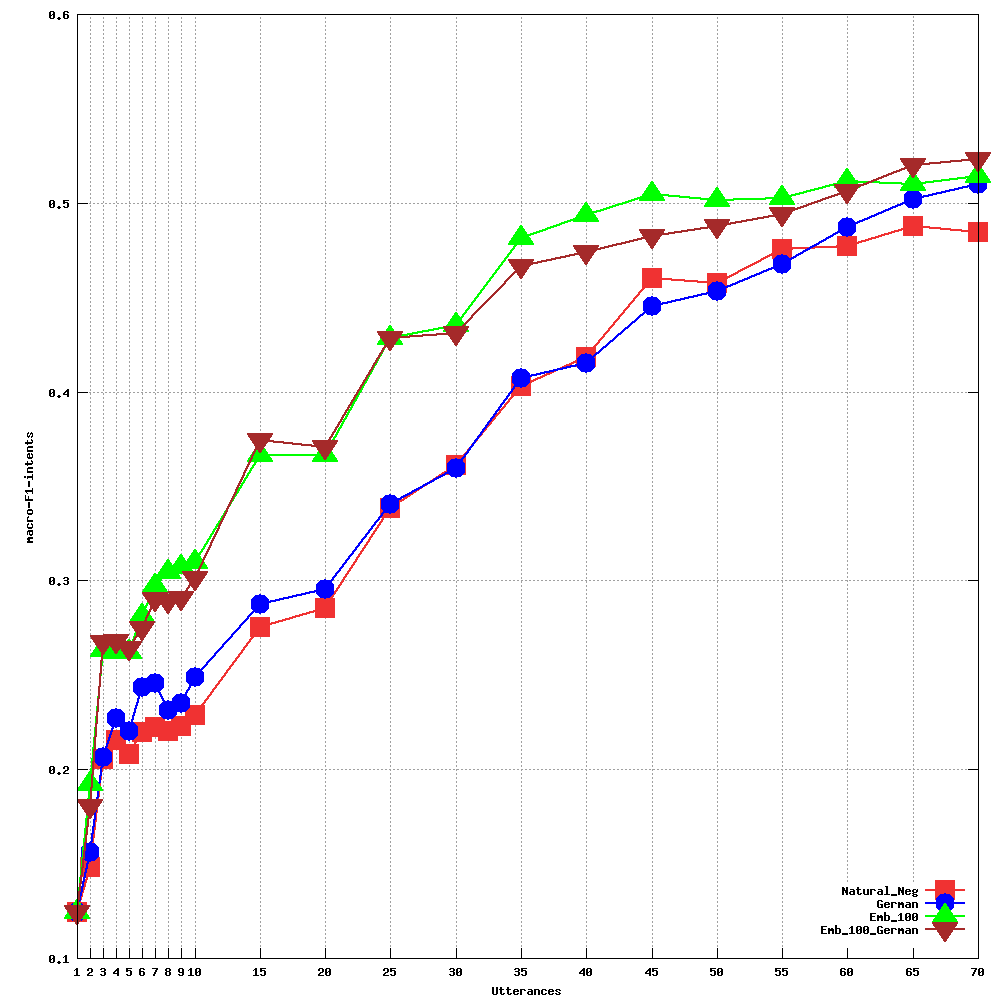 0.6
0.5
0.4
0.3
0.2
0.1
macro-F1-intents
1 2 3 4 5 6 7 8 9 10 15 20 25 30 35 40 45 50 55 60 65 70
Utterances
Natural_Neg
German
Emb_100
Emb_100_German